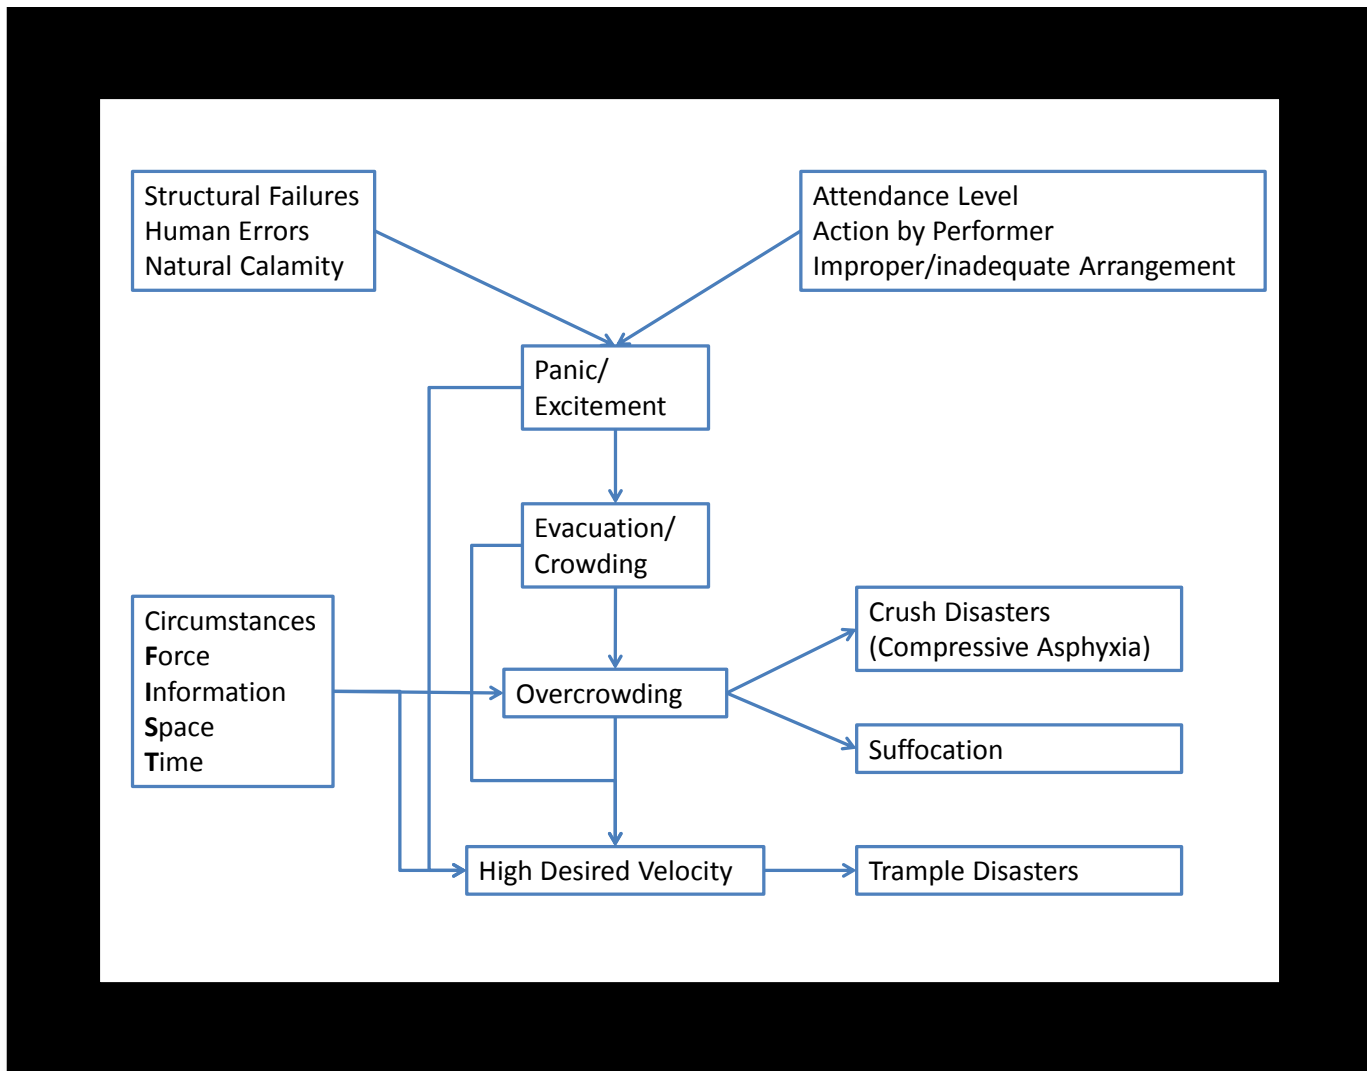 Structural Failures
Human Errors
Natural Calamity
Attendance Level
Action by Performer
Improper/inadequate Arrangement
Panic/
Excitement
Evacuation/
Crowding
Circumstances
Force
Information
Space
Time
Overcrowding
Crush Disasters
(Compressive Asphyxia)
Suffocation
High Desired Velocity
Trample Disasters